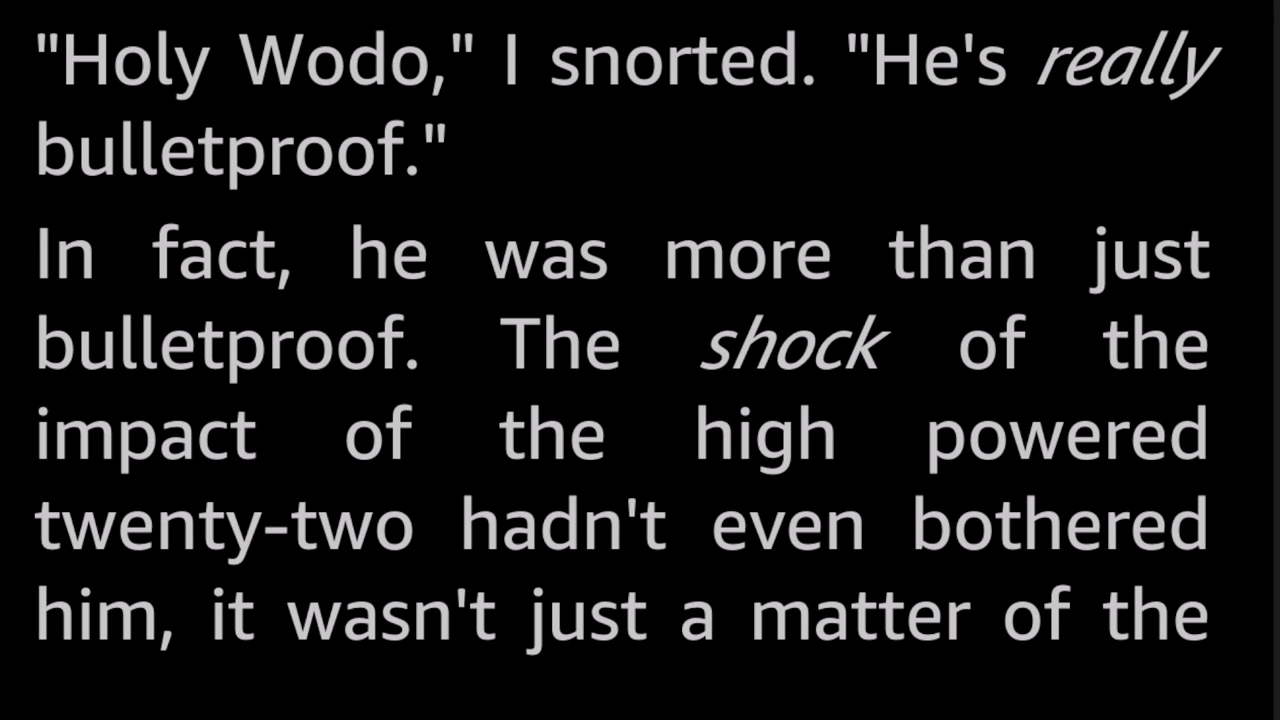 "Holy Wodo," I snorted. "He's really
bulletproof."
In fact, he was more than just
bulletproof. The shock of the
impact of the high powered
twenty-two hadn't even bothered
him, it wasn't just a matter of the